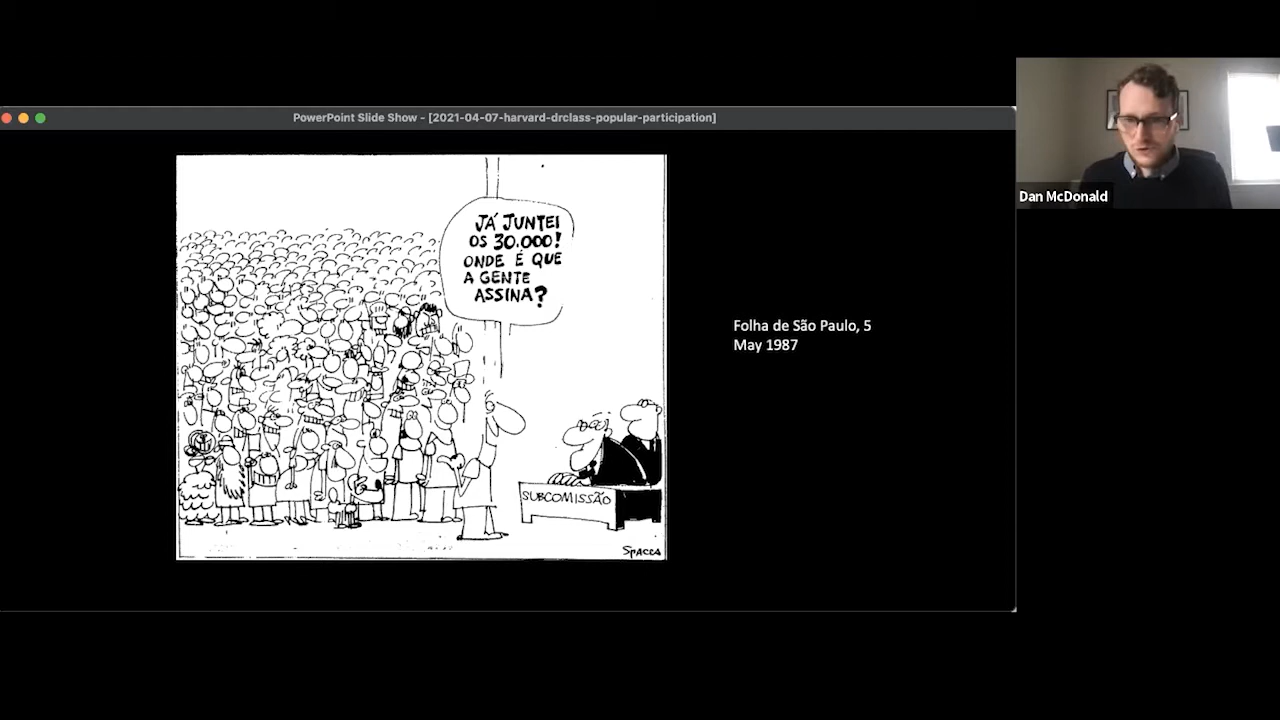 PowerPoint Slide Show - [2021-04-07-harvard-drclass-popular-participation]
JÁ JUNTEI
OS 30.000!
ONDE É QUE
A GENTE
ASSINA?
SUBCOMISSÃO
SPACCA
Folha de São Paulo, 5
May 1987
Dan McDonald